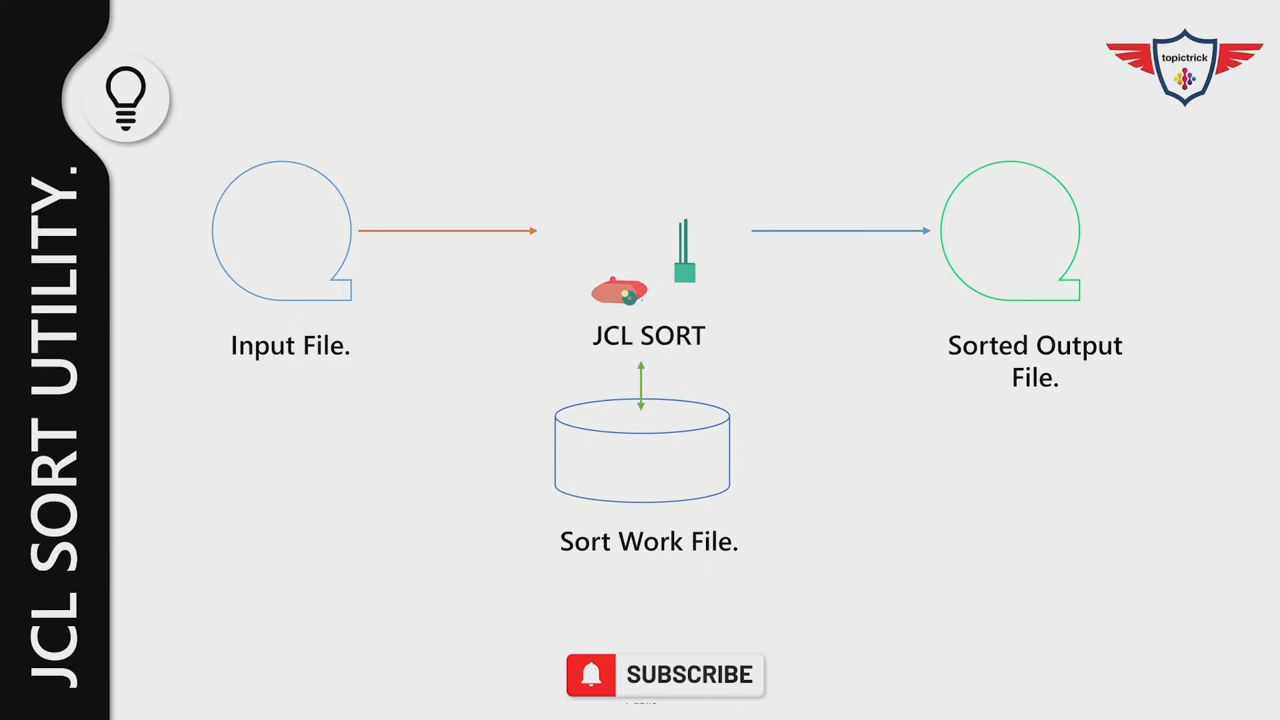 JCL SORT UTILITY.
topictrick
Input File.
JCL SORT
Sorted Output
File.
Sort Work File.
SUBSCRIBE